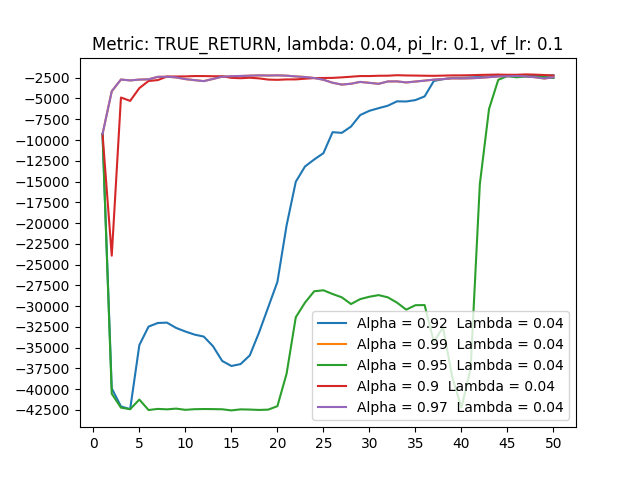 Metric: TRUE_RETURN, lambda: 0.04, pi_lr: 0.1, vf_lr: 0.1
−2500
−5000
−7500
−10000
−12500
−15000
−17500
−20000
−22500
−25000
−27500
−30000
−32500
−35000
−37500
−40000
−42500
Alpha = 0.92 Lambda = 0.04
Alpha = 0.99 Lambda = 0.04
Alpha = 0.95 Lambda = 0.04
Alpha = 0.9 Lambda = 0.04
Alpha = 0.97 Lambda = 0.04
0 5 10 15 20 25 30 35 40 45 50